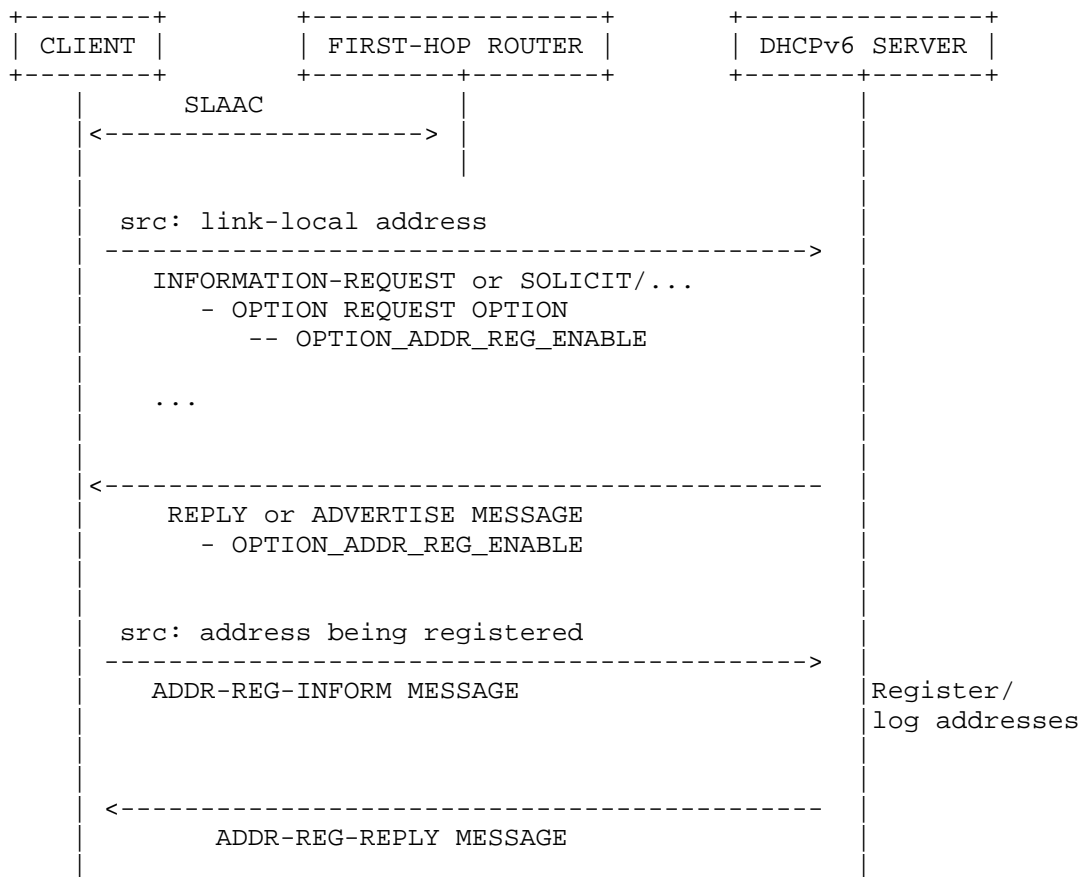 CLIENT FIRST-HOP ROUTER DHCPv6 SERVER
SLAAC
src: link-local address
INFORMATION-REQUEST or SOLICIT/...
- OPTION REQUEST OPTION
-- OPTION_ADDR_REG_ENABLE
...
REPLY or ADVERTISE MESSAGE
- OPTION_ADDR_REG_ENABLE
src: address being registered
ADDR-REG-INFORM MESSAGE Register/
log addresses
ADDR-REG-REPLY MESSAGE